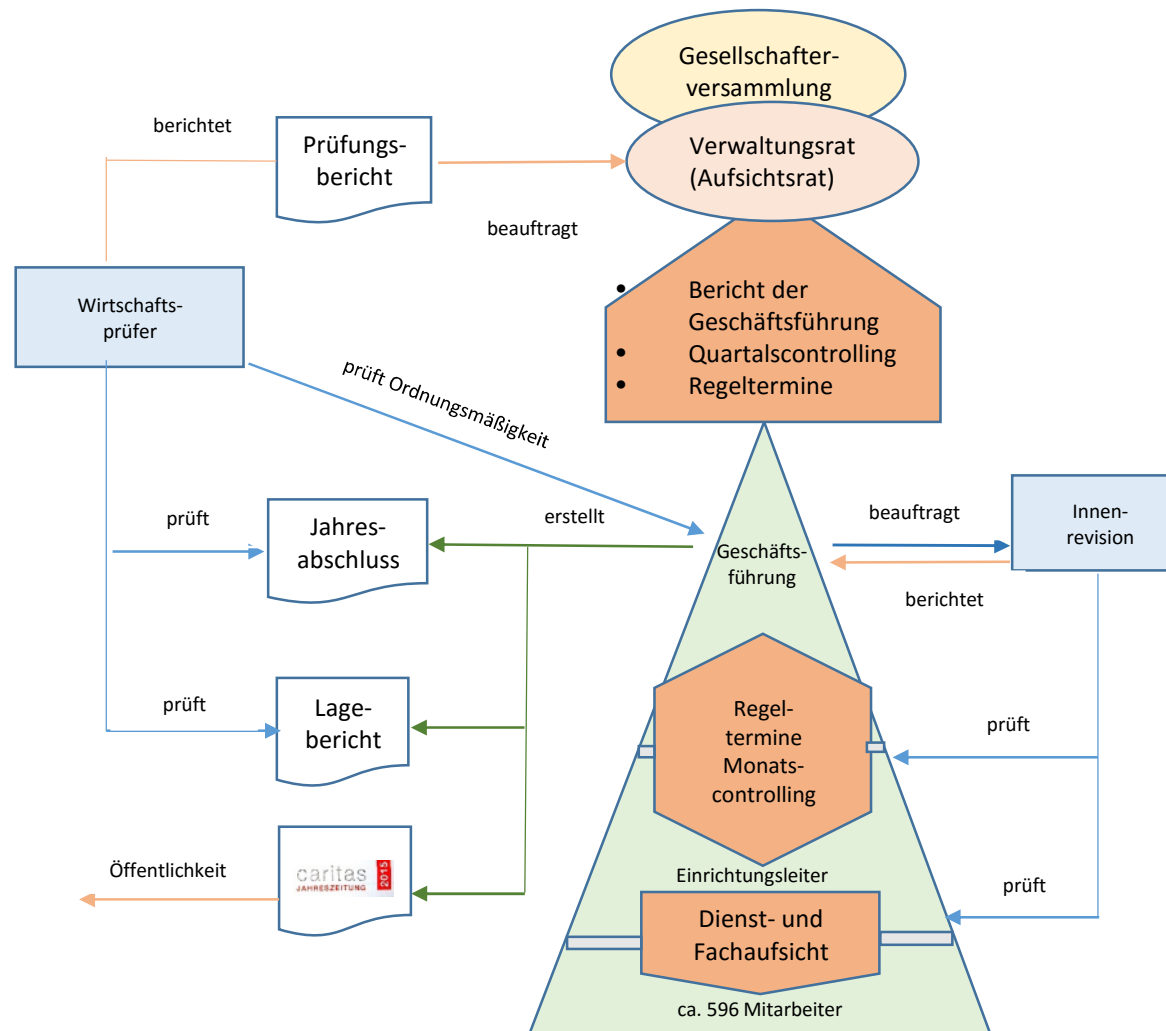 Gesellschafter-
versammlung
berichtet
Prüfungs-
bericht
Verwaltungsrat
(Aufsichtsrat)
beauftragt
Wirtschafts-
prüfer
• Bericht der
Geschäftsführung
• Quartalscontrolling
• Regeltermine
prüft Ordnungsmäßigkeit
prüft
Jahres-
abschluss
erstellt
Geschäfts-
führung
beauftragt
Innen-
revision
berichtet
prüft
Lage-
bericht
Regel-
termine
Monats-
controlling
prüft
Öffentlichkeit
caritas
JAHRESZEITUNG
2015
Einrichtungsleiter
prüft
Dienst- und
Fachaufsicht
ca. 596 Mitarbeiter